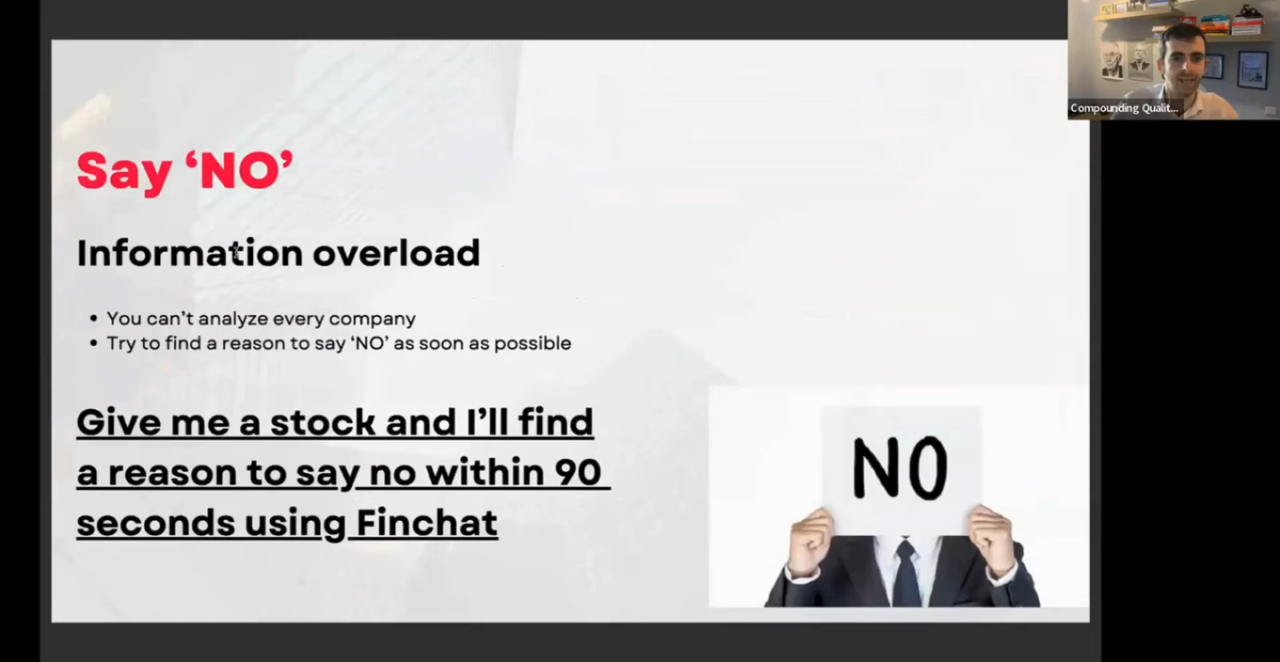 Compounding Qualit...
Say ‘NO’
Information overload
• You can’t analyze every company
• Try to find a reason to say ‘NO’ as soon as possible
Give me a stock and I’ll find
a reason to say no within 90
seconds using Finchat
NO